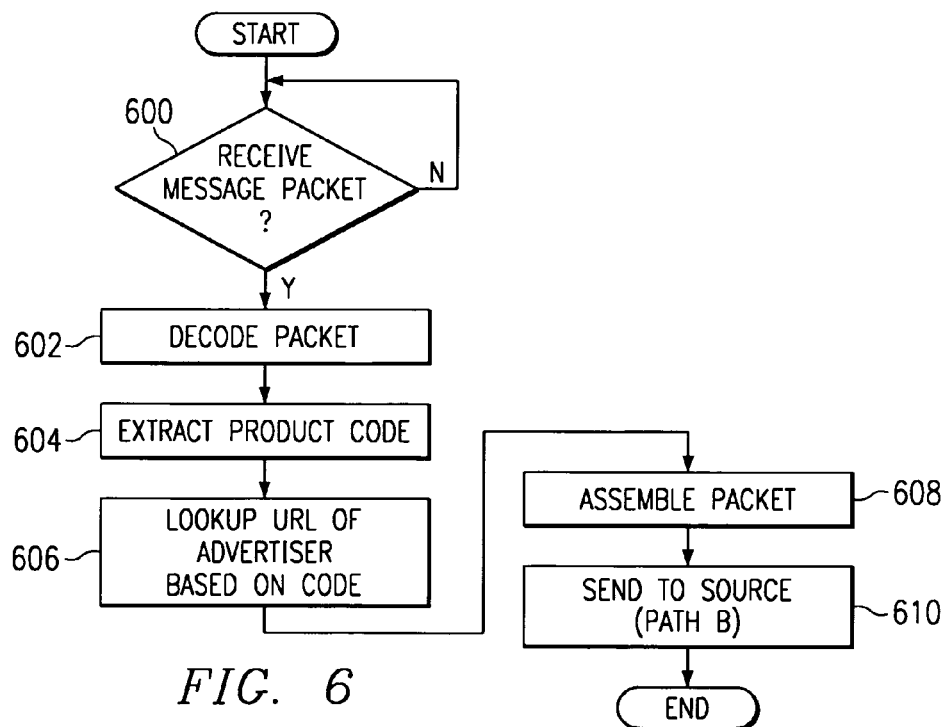 START
600
RECEIVE
MESSAGE PACKET
?
N
Y
602
DECODE PACKET
604
EXTRACT PRODUCT CODE
606
LOOKUP URL OF
ADVERTISER
BASED ON CODE
ASSEMBLE PACKET
608
SEND TO SOURCE
(PATH B)
610
END
FIG. 6